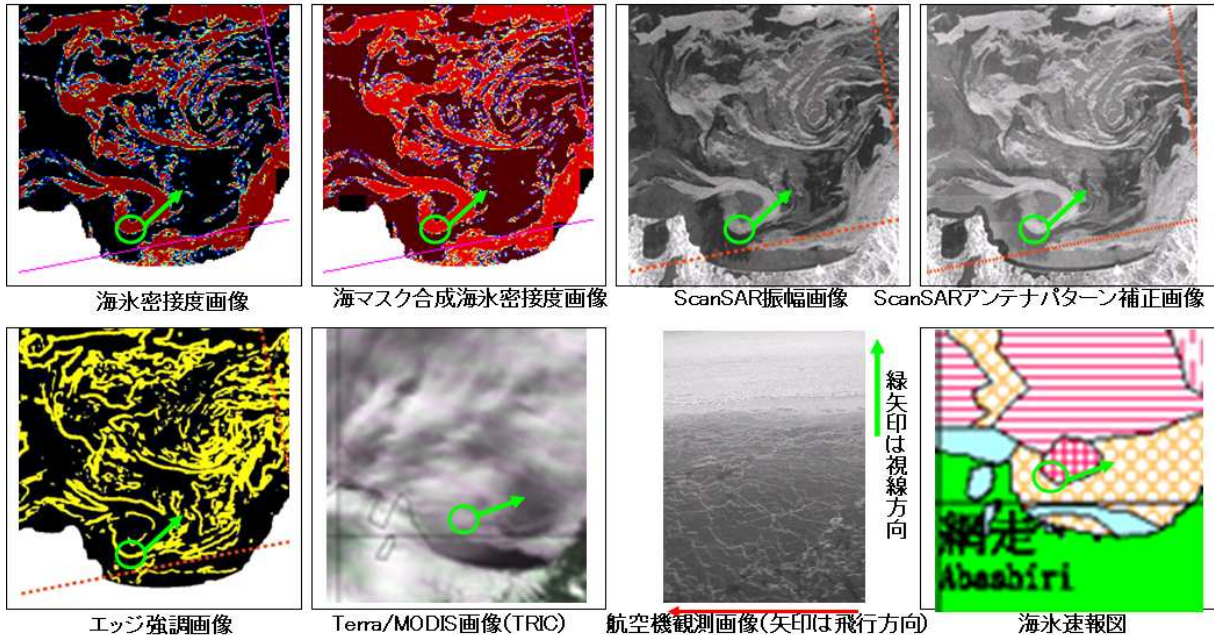 海氷密接度画像
海マスク合成海氷密接度画像
ScanSAR振幅画像
ScanSARアンテナパターン補正画像
緑矢印は視線方向
網走
Abashiri
エッジ強調画像
Terra/MODIS画像(TRIC)
航空機観測画像(矢印は飛行方向)
海氷速報図